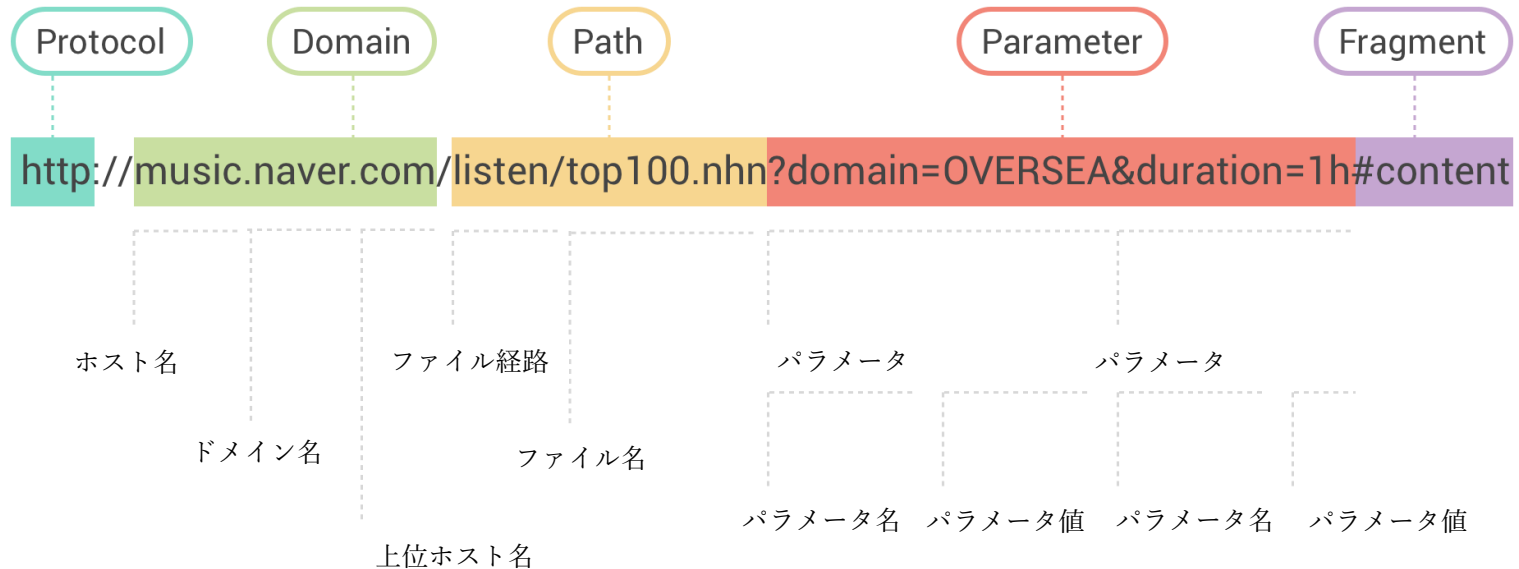 Protocol Domain Path Parameter Fragment
http://music.naver.com/listen/top100.nhn?domain=OVERSEA&duration=1h#content
ホスト名 ファイル経路 パラメータ パラメータ
ドメイン名 ファイル名
パラメータ名 パラメータ値 パラメータ名 パラメータ値
上位ホスト名